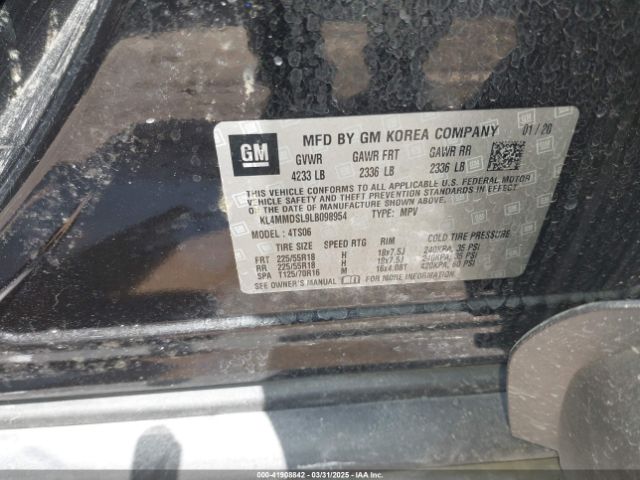 GM
MFD BY GM KOREA COMPANY 01/20
GVWR GAWR FRT GAWR RR
4233 LB 2336 LB 2336 LB
THIS VEHICLE CONFORMS TO ALL APPLICABLE U.S. FEDERAL MOTOR
VEHICLE SAFETY AND THEFT PREVENTION STANDARDS IN EFFECT
ON THE DATE OF MANUFACTURE SHOWN ABOVE.
KL4MMDSL9LB098954 TYPE: MPV
MODEL: 4TS06
TIRE SIZE SPEED RTG RIM COLD TIRE PRESSURE
FRT 225/55R18 H 18x7.5J 240KPA, 35 PSI
RR 225/55R18 H 18x7.5J 240KPA, 35 PSI
SPA T125/70R16 M 16x4.0B1 420KPA, 60 PSI
SEE OWNER'S MANUAL FOR MORE INFORMATION
000-41908842 03/31/2025 COPART.COM